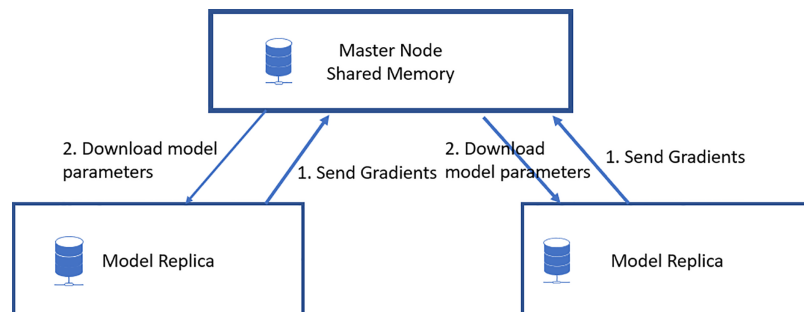 Master Node
Shared Memory
2. Download model
parameters
1. Send Gradients
2. Download
model parameters
1. Send Gradients
Model Replica
Model Replica